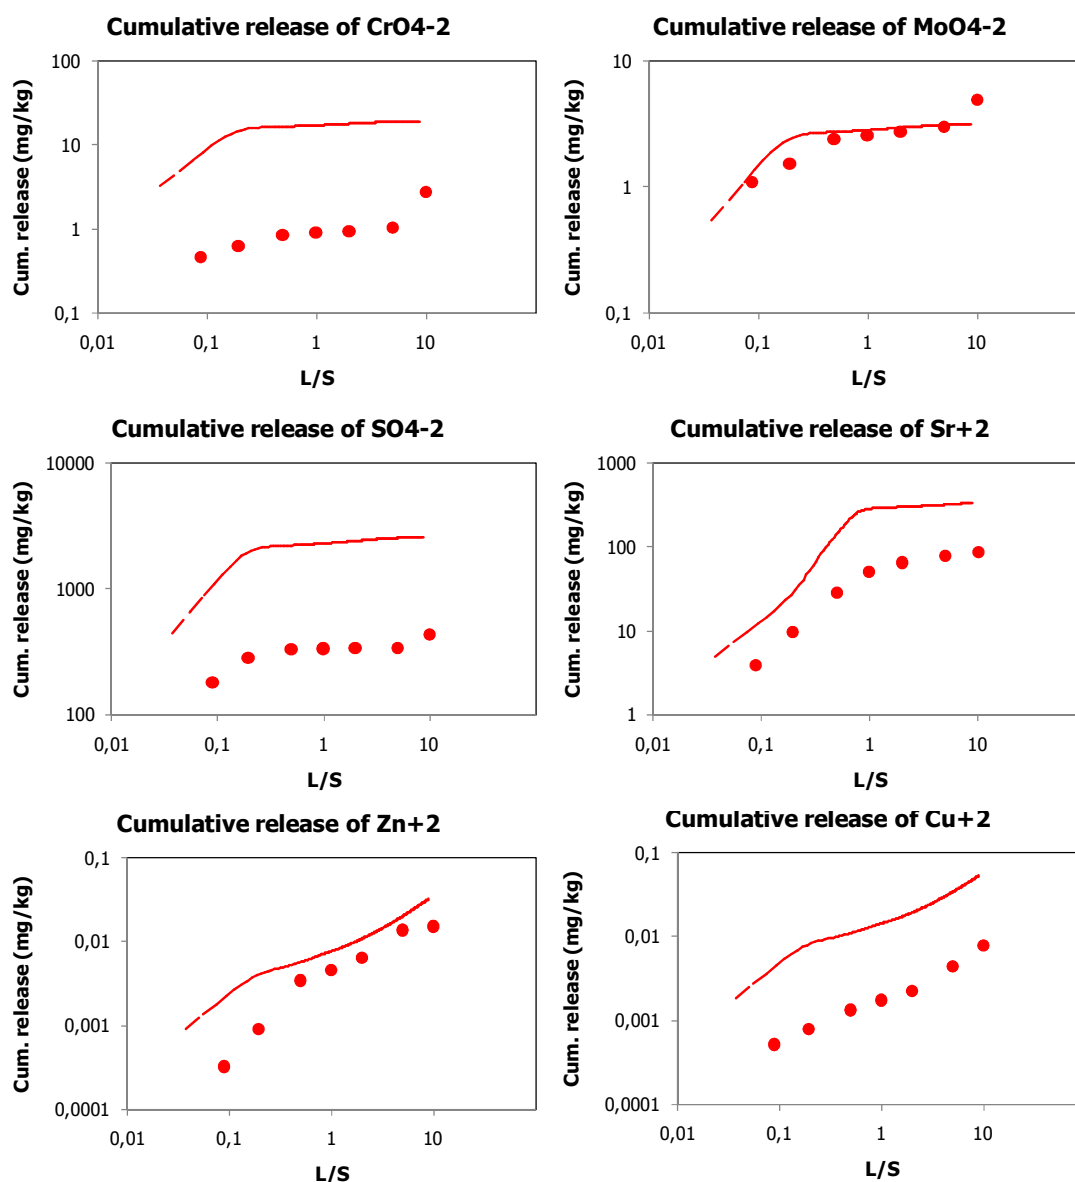 Cumulative release of CrO4-2
Cum. release (mg/kg)
100
10
1
0,1
0,01 0,1 1 10
L/S
Cumulative release of MoO4-2
Cum. release (mg/kg)
10
1
0,1
0,01 0,1 1 10
L/S
Cumulative release of SO4-2
Cum. release (mg/kg)
10000
1000
100
0,01 0,1 1 10
L/S
Cumulative release of Sr+2
Cum. release (mg/kg)
1000
100
10
1
0,01 0,1 1 10
L/S
Cumulative release of Zn+2
Cum. release (mg/kg)
0,1
0,01
0,001
0,0001
0,01 0,1 1 10
L/S
Cumulative release of Cu+2
Cum. release (mg/kg)
0,1
0,01
0,001
0,0001
0,01 0,1 1 10
L/S